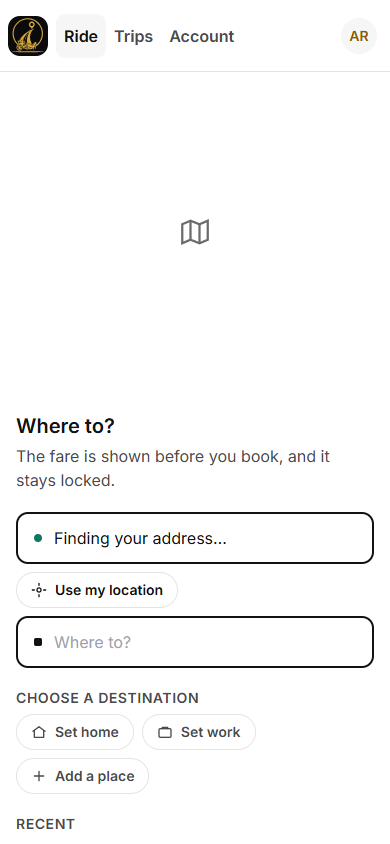 Ride Trips Account AR
Where to?
The fare is shown before you book, and it
stays locked.
Finding your address...
Use my location
Where to?
CHOOSE A DESTINATION
Set home Set work
Add a place
RECENT